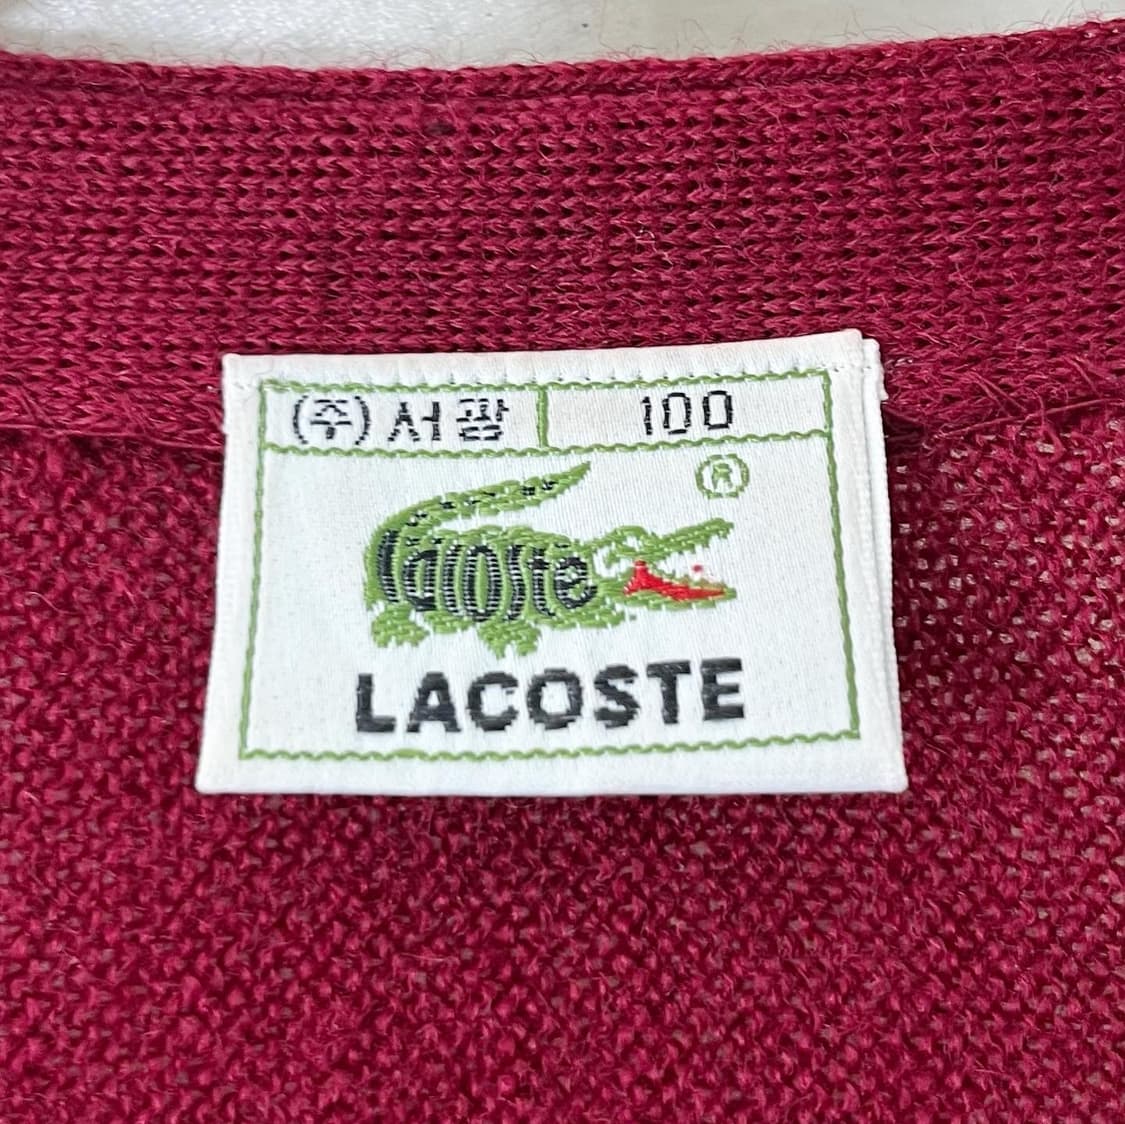 (주)서광 100
®
lacoste
LACOSTE